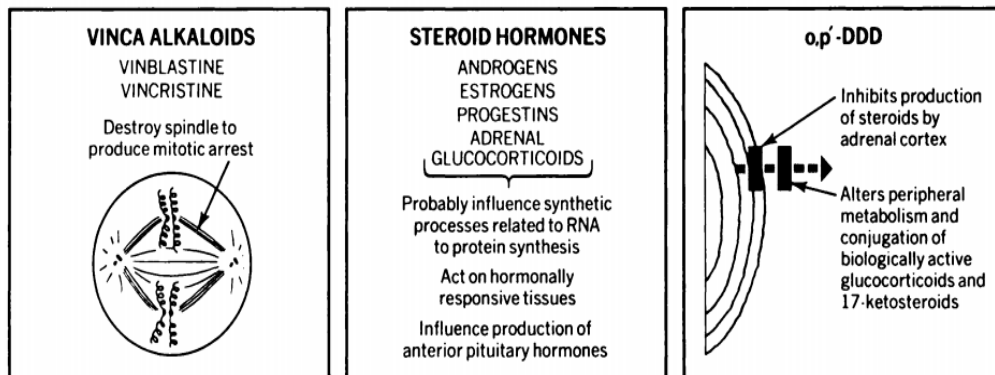 VINCA ALKALOIDS
VINBLASTINE
VINCRISTINE
Destroy spindle to
produce mitotic arrest
STEROID HORMONES
ANDROGENS
ESTROGENS
PROGESTINS
ADRENAL
GLUCOCORTICOIDS
Probably influence synthetic
processes related to RNA
to protein synthesis
Act on hormonally
responsive tissues
Influence production of
anterior pituitary hormones
o,p′-DDD
Inhibits production
of steroids by
adrenal cortex
Alters peripheral
metabolism and
conjugation of
biologically active
glucocorticoids and
17-ketosteroids